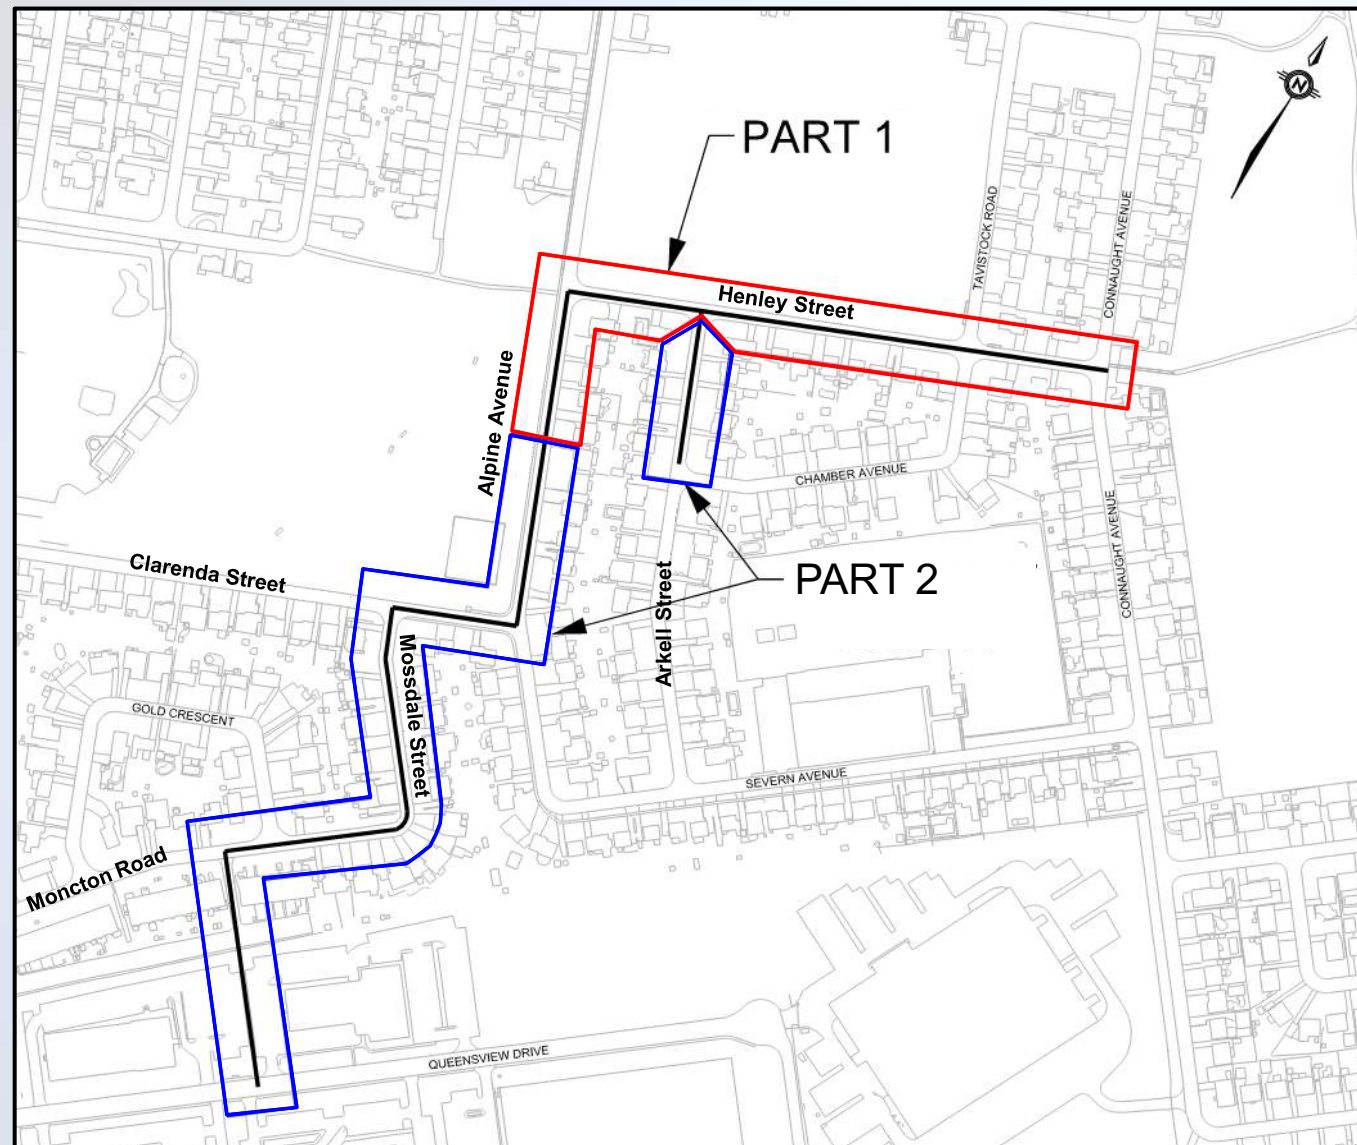 N
PART 1
TAVISTOCK ROAD
CONNAUGHT AVENUE
Henley Street
Alpine Avenue
CHAMBER AVENUE
CONNAUGHT AVENUE
Clarenda Street
PART 2
Arkell Street
Mossdale Street
GOLD CRESCENT
SEVERN AVENUE
Moncton Road
QUEENSVIEW DRIVE